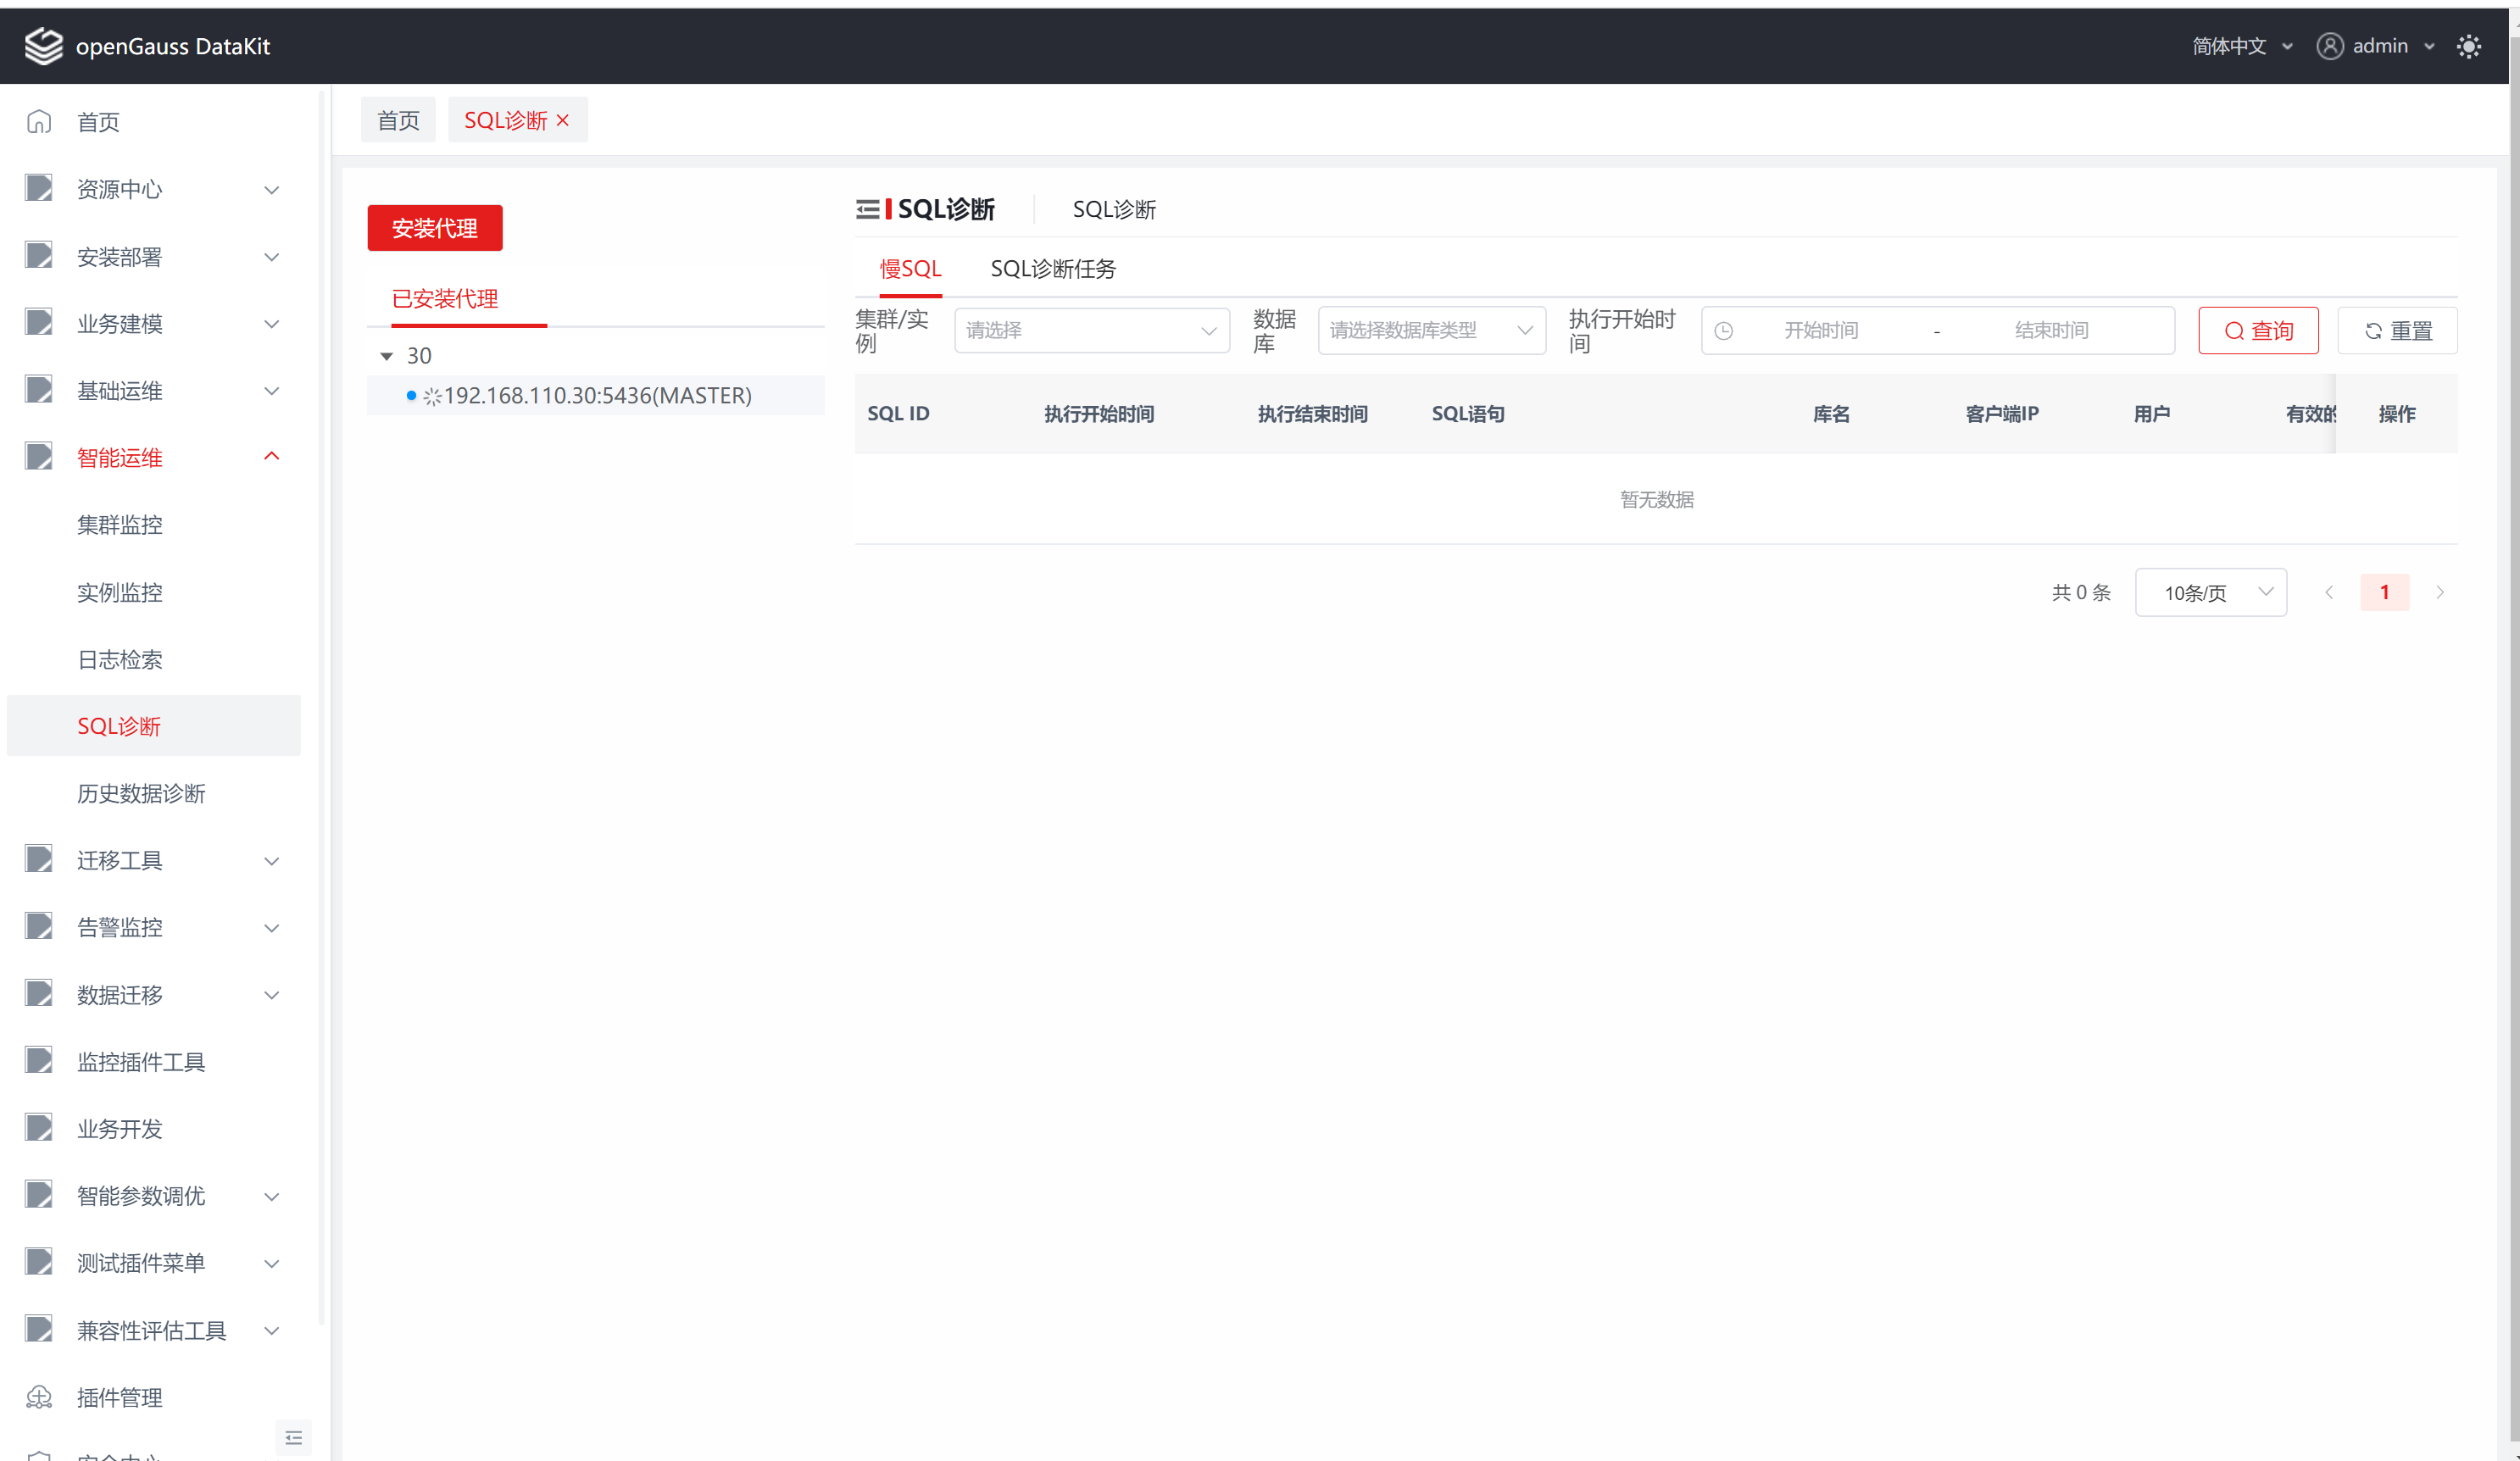 openGauss DataKit
简体中文
admin
首页
资源中心
安装部署
业务建模
基础运维
智能运维
集群监控
实例监控
日志检索
SQL诊断
历史数据诊断
迁移工具
告警监控
数据迁移
监控插件工具
业务开发
智能参数调优
测试插件菜单
兼容性评估工具
插件管理
首页
SQL诊断
安装代理
已安装代理
30
192.168.110.30:5436(MASTER)
SQL诊断
SQL诊断
慢SQL
SQL诊断任务
集群/实
例
请选择
数据
库
请选择数据库类型
执行开始时
间
开始时间
-
结束时间
查询
重置
SQL ID
执行开始时间
执行结束时间
SQL语句
库名
客户端IP
用户
有效的
操作
暂无数据
共 0 条
10条/页
1